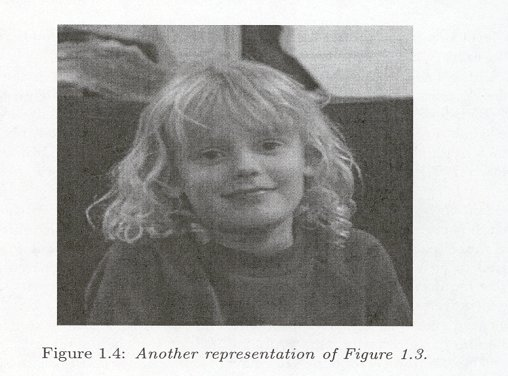 Figure 1.4: Another representation of Figure 1.3.